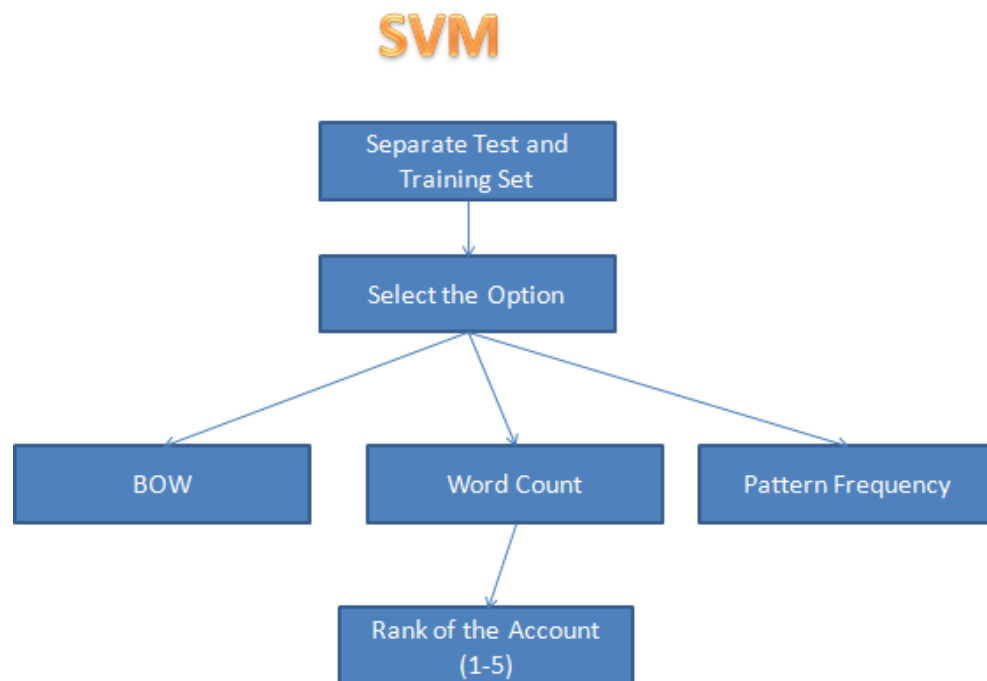 SVM
Separate Test and
Training Set
Select the Option
BOW
Word Count
Pattern Frequency
Rank of the Account
(1-5)